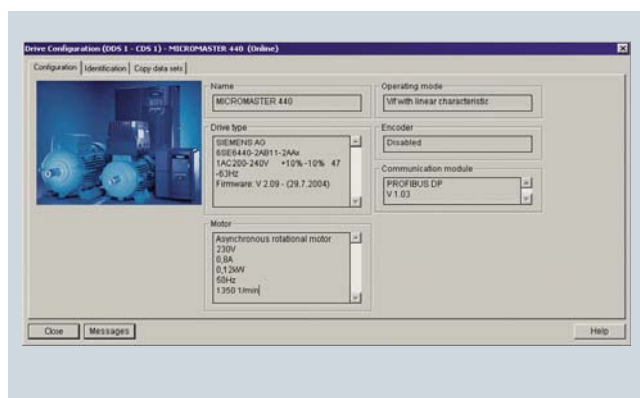 Drive Configuration (DDS 1 - CDS 1) - MICROMASTER 440 (Online)
Configuration Identification Copy data sets
Name
MICROMASTER 440
Drive type
SIEMENS AG
6SE6440-2AB11-2AAx
1AC200-240V +10%-10% 47
-63Hz
Firmware: V 2.09 - (29.7.2004)
Motor
Asynchronous rotational motor
230V
0,8A
0,12kW
50Hz
1350 1/min
Operating mode
V/f with linear characteristic
Encoder
Disabled
Communication module
PROFIBUS DP
V 1.03
Close Messages Help